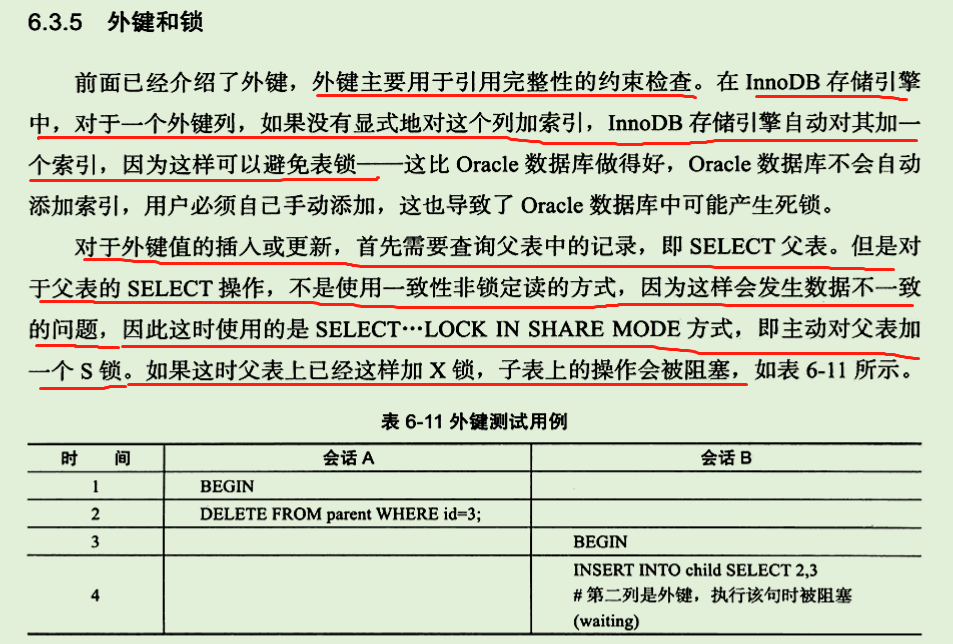 6.3.5 外键和锁
前面已经介绍了外键，外键主要用于引用完整性的约束检查。在 InnoDB 存储引擎
中，对于一个外键列，如果没有显式地对这个列加索引，InnoDB 存储引擎自动对其加一
个索引，因为这样可以避免表锁——这比 Oracle 数据库做得好，Oracle 数据库不会自动
添加索引，用户必须自己手动添加，这也导致了 Oracle 数据库中可能产生死锁。
对于外键值的插入或更新，首先需要查询父表中的记录，即 SELECT 父表。但是对
于父表的 SELECT 操作，不是使用一致性非锁定读的方式，因为这样会发生数据不一致
的问题，因此这时使用的是 SELECT…LOCK IN SHARE MODE 方式，即主动对父表加
一个 S 锁。如果这时父表上已经这样加 X 锁，子表上的操作会被阻塞，如表 6-11 所示。
表 6-11 外键测试用例
时 间 会话 A 会话 B
1 BEGIN
2 DELETE FROM parent WHERE id=3;
3 BEGIN
INSERT INTO child SELECT 2,3
4 # 第二列是外键，执行该句时被阻塞
(waiting)